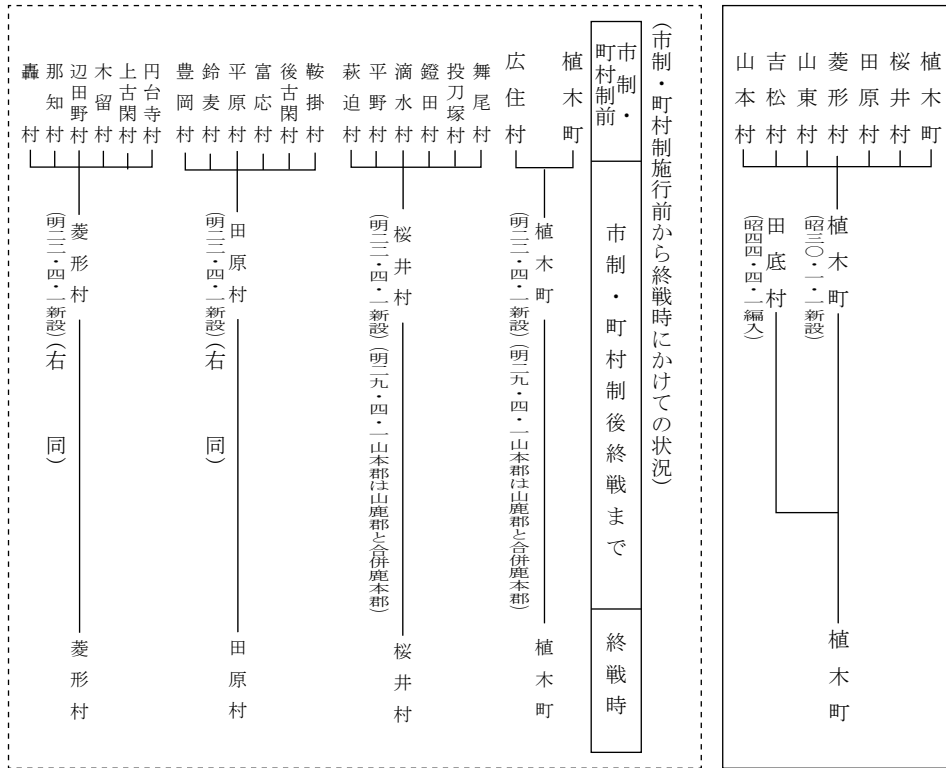 植木町
桜井村
田原村
菱形村
山東村
吉松村
山本村
植木町
(昭三〇・一・一新設)
田底村
(昭四四・四・一編入)
植木町
(市制・町村制施行前から終戦時にかけての状況)
市制・町村制前
市制・町村制後終戦まで
終戦時
植木町
広住村
植木町
(明二二・四・一新設)(明二九・四・一山本郡は山鹿郡と合併鹿本郡)
植木町
舞尾村
投刀塚村
鐙田村
滴水村
平野村
萩迫村
桜井村
(明二二・四・一新設)(明二九・四・一山本郡は山鹿郡と合併鹿本郡)
桜井村
鞍掛村
後古閑村
富応村
平原村
鈴麦村
豊岡村
田原村
(明二二・四・一新設)(右同)
田原村
円台寺村
上古閑村
木留村
辺田野村
那知村
轟村
菱形村
(明二二・四・一新設)(右同)
菱形村